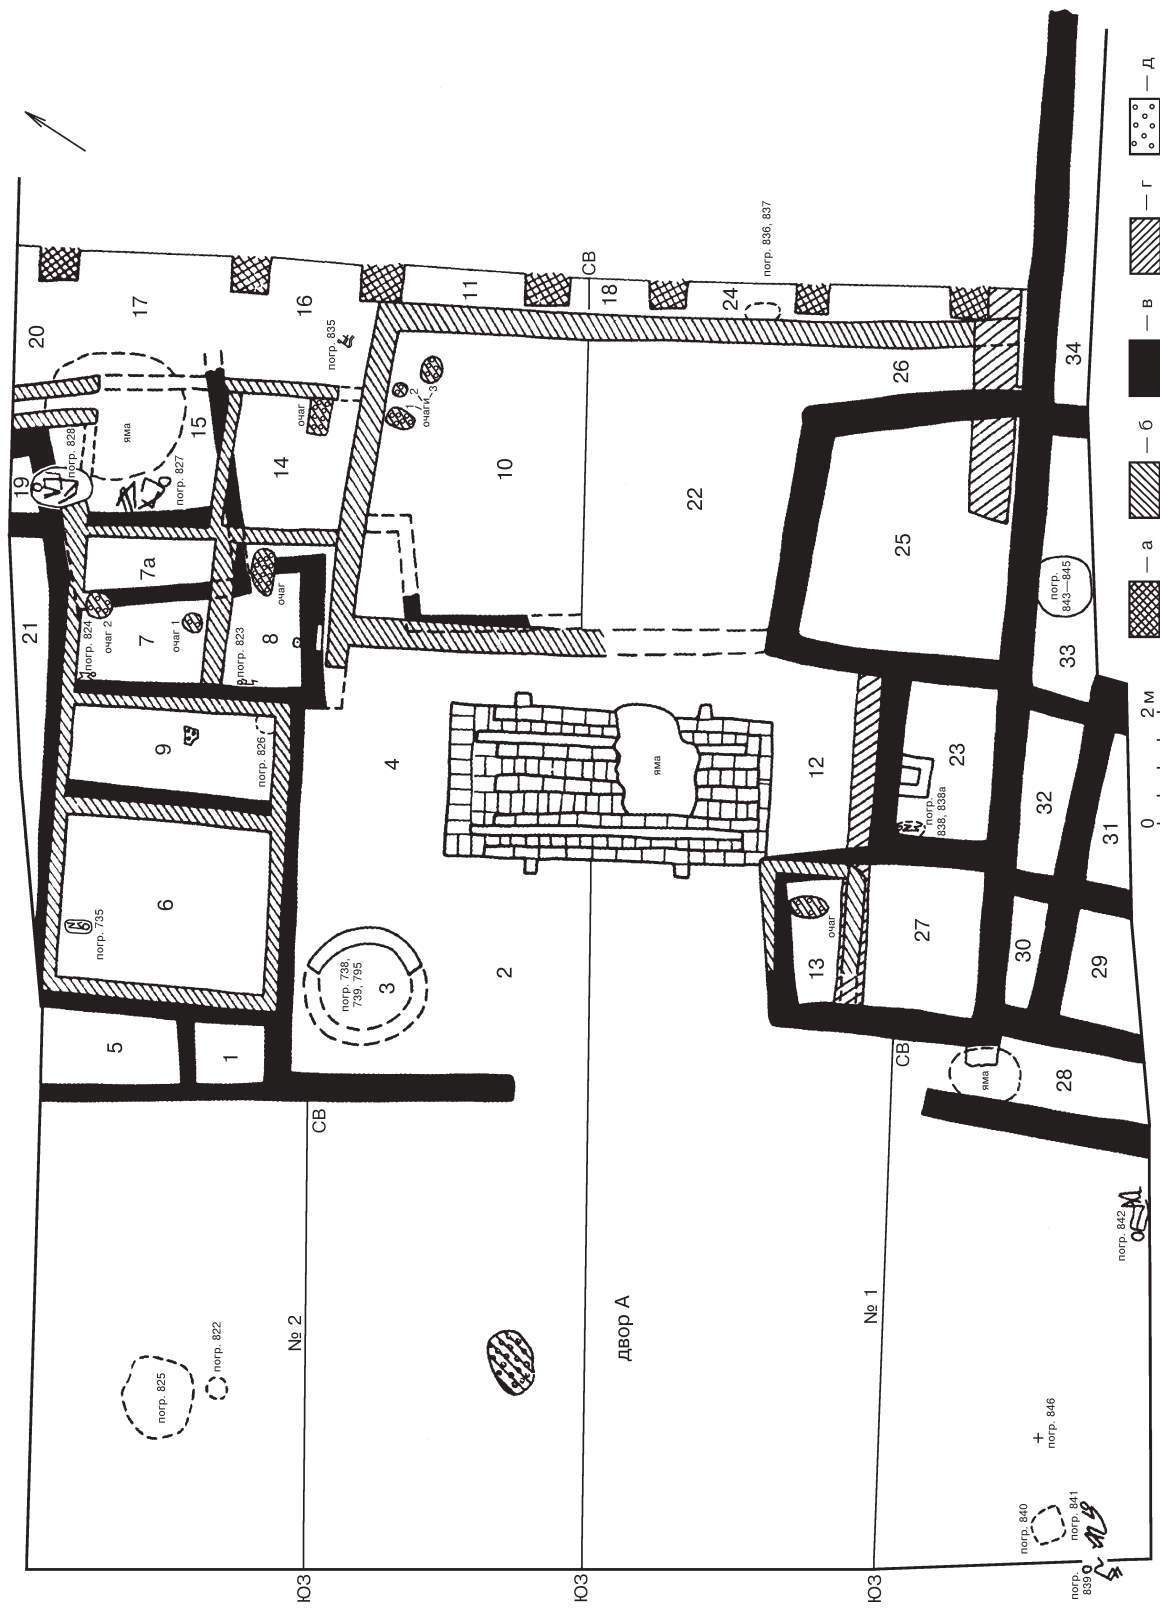 20
17
16
погр. 835
11
СВ
18
24
погр. 836, 837
19
погр. 828
яма
15
погр. 827
очаг
14
очаги
1
2
3
10
22
26
34
21
7а
погр. 824
очаг 2
7
очаг 1
погр. 823
8
очаг
25
погр.
843—845
33
9
погр. 826
4
яма
12
23
погр.
838, 838а
32
31
6
погр. 735
погр. 738,
739, 795
3
2
13
очаг
27
30
29
5
1
СВ
СВ
яма
28
№ 2
двор А
№ 1
погр. 842
погр. 822
погр. 825
погр. 846
погр. 840
погр. 841
погр.
839
ЮЗ
ЮЗ
ЮЗ
0
2 м
— а
— б
— в
— г
— д